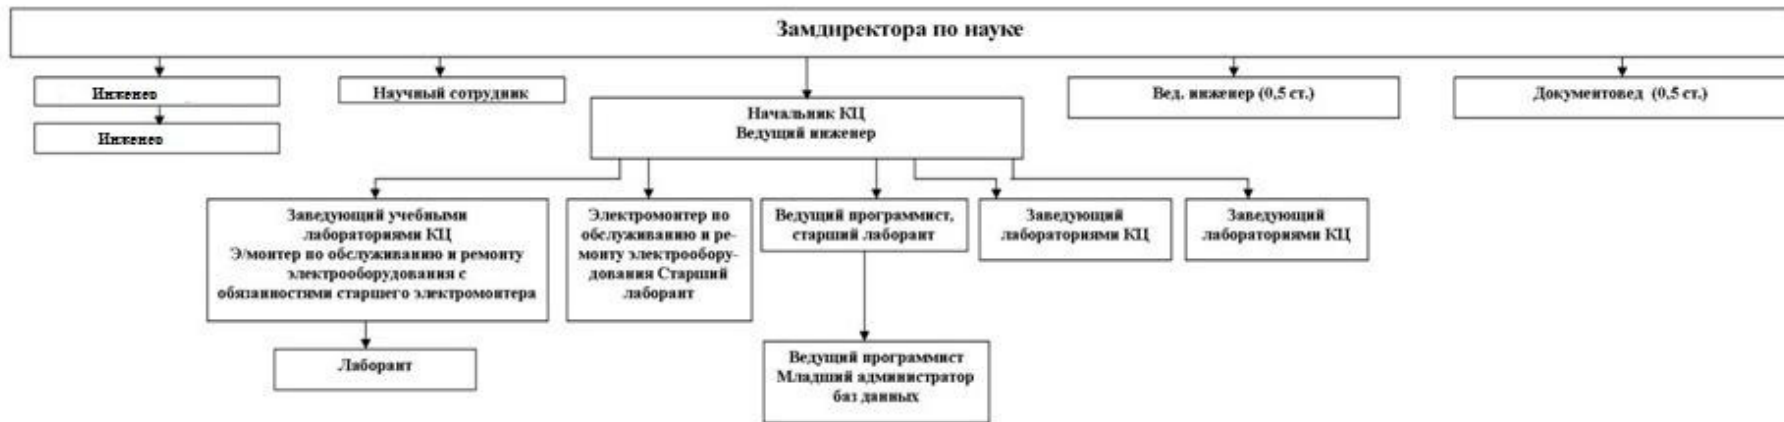 Замдиректора по науке
Инженео
Научный сотрудник
Вед. инженер (0,5 ст.)
Документовед (0,5 ст.)
Инженео
Начальник КЦ
Ведущий инженер
Заведующий учебными
лабораториями КЦ
Э/монтер по обслуживанию и ремонту
электрооборудования с
обязанностями старшего электромонтера
Электромонтер по
обслуживанию и ре-
монту электрообору-
дования Старший
лаборант
Ведущий программист,
старший лаборант
Заведующий
лабораториями КЦ
Заведующий
лабораториями КЦ
Лаборант
Ведущий программист
Младший администратор
баз данных